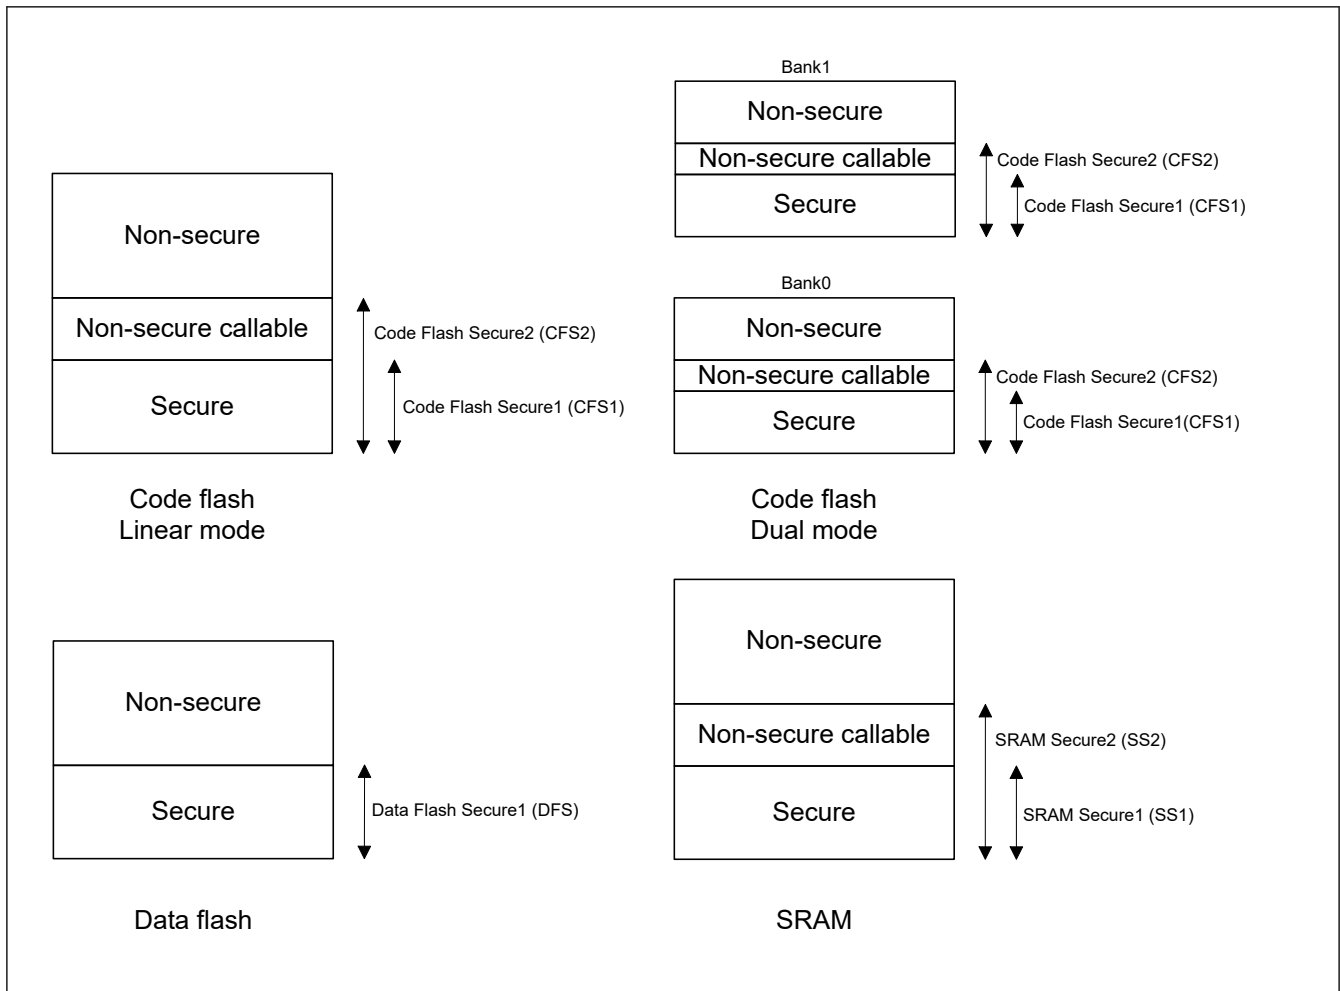 Non-secure
Non-secure callable
Secure
Code Flash Secure2 (CFS2)
Code Flash Secure1 (CFS1)
Code flash
Linear mode
Bank1
Non-secure
Non-secure callable
Secure
Code Flash Secure2 (CFS2)
Code Flash Secure1 (CFS1)
Bank0
Non-secure
Non-secure callable
Secure
Code Flash Secure2 (CFS2)
Code Flash Secure1(CFS1)
Code flash
Dual mode
Non-secure
Secure
Data Flash Secure1 (DFS)
Data flash
Non-secure
Non-secure callable
Secure
SRAM Secure2 (SS2)
SRAM Secure1 (SS1)
SRAM